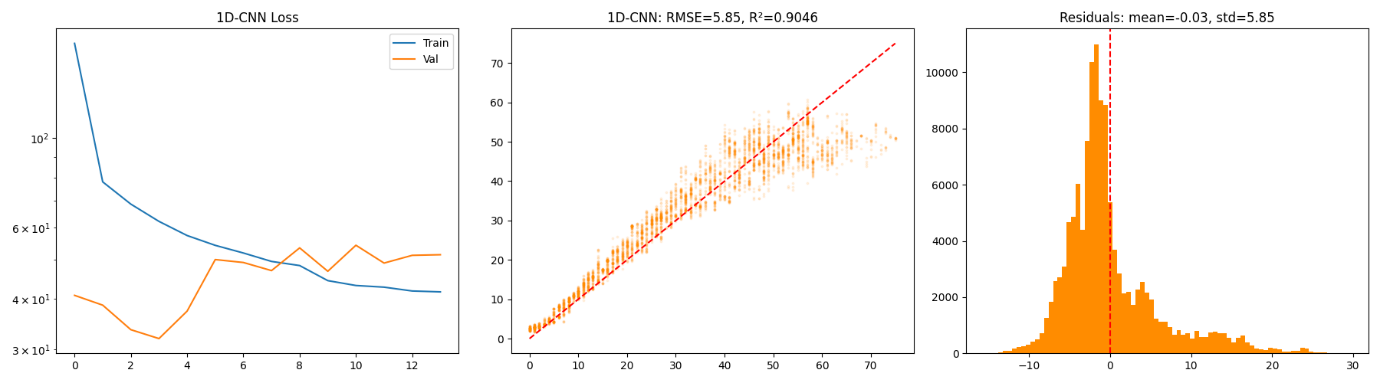 1D-CNN Loss
Train
Val
10²
6 × 10¹
4 × 10¹
3 × 10¹
0 2 4 6 8 10 12
1D-CNN: RMSE=5.85, R²=0.9046
70
60
50
40
30
20
10
0
0 10 20 30 40 50 60 70
Residuals: mean=-0.03, std=5.85
10000
8000
6000
4000
2000
0
−10 0 10 20 30